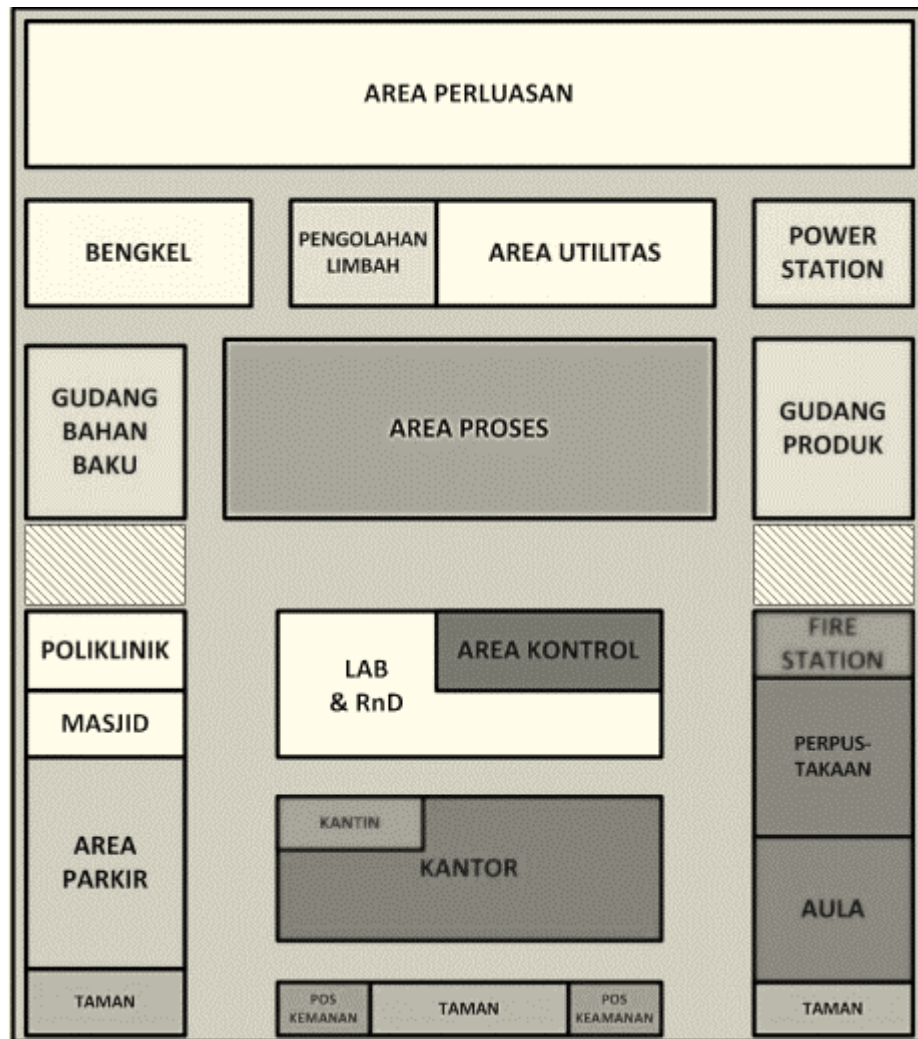 AREA PERLUASAN
BENGKEL
PENGOLAHAN
LIMBAH
AREA UTILITAS
POWER
STATION
GUDANG
BAHAN
BAKU
AREA PROSES
GUDANG
PRODUK
POLIKLINIK
MASJID
AREA
PARKIR
TAMAN
LAB
& RnD
AREA KONTROL
KANTIN
KANTOR
POS
KEMANAN
TAMAN
POS
KEAMANAN
FIRE
STATION
PERPUS-
TAKAAN
AULA
TAMAN